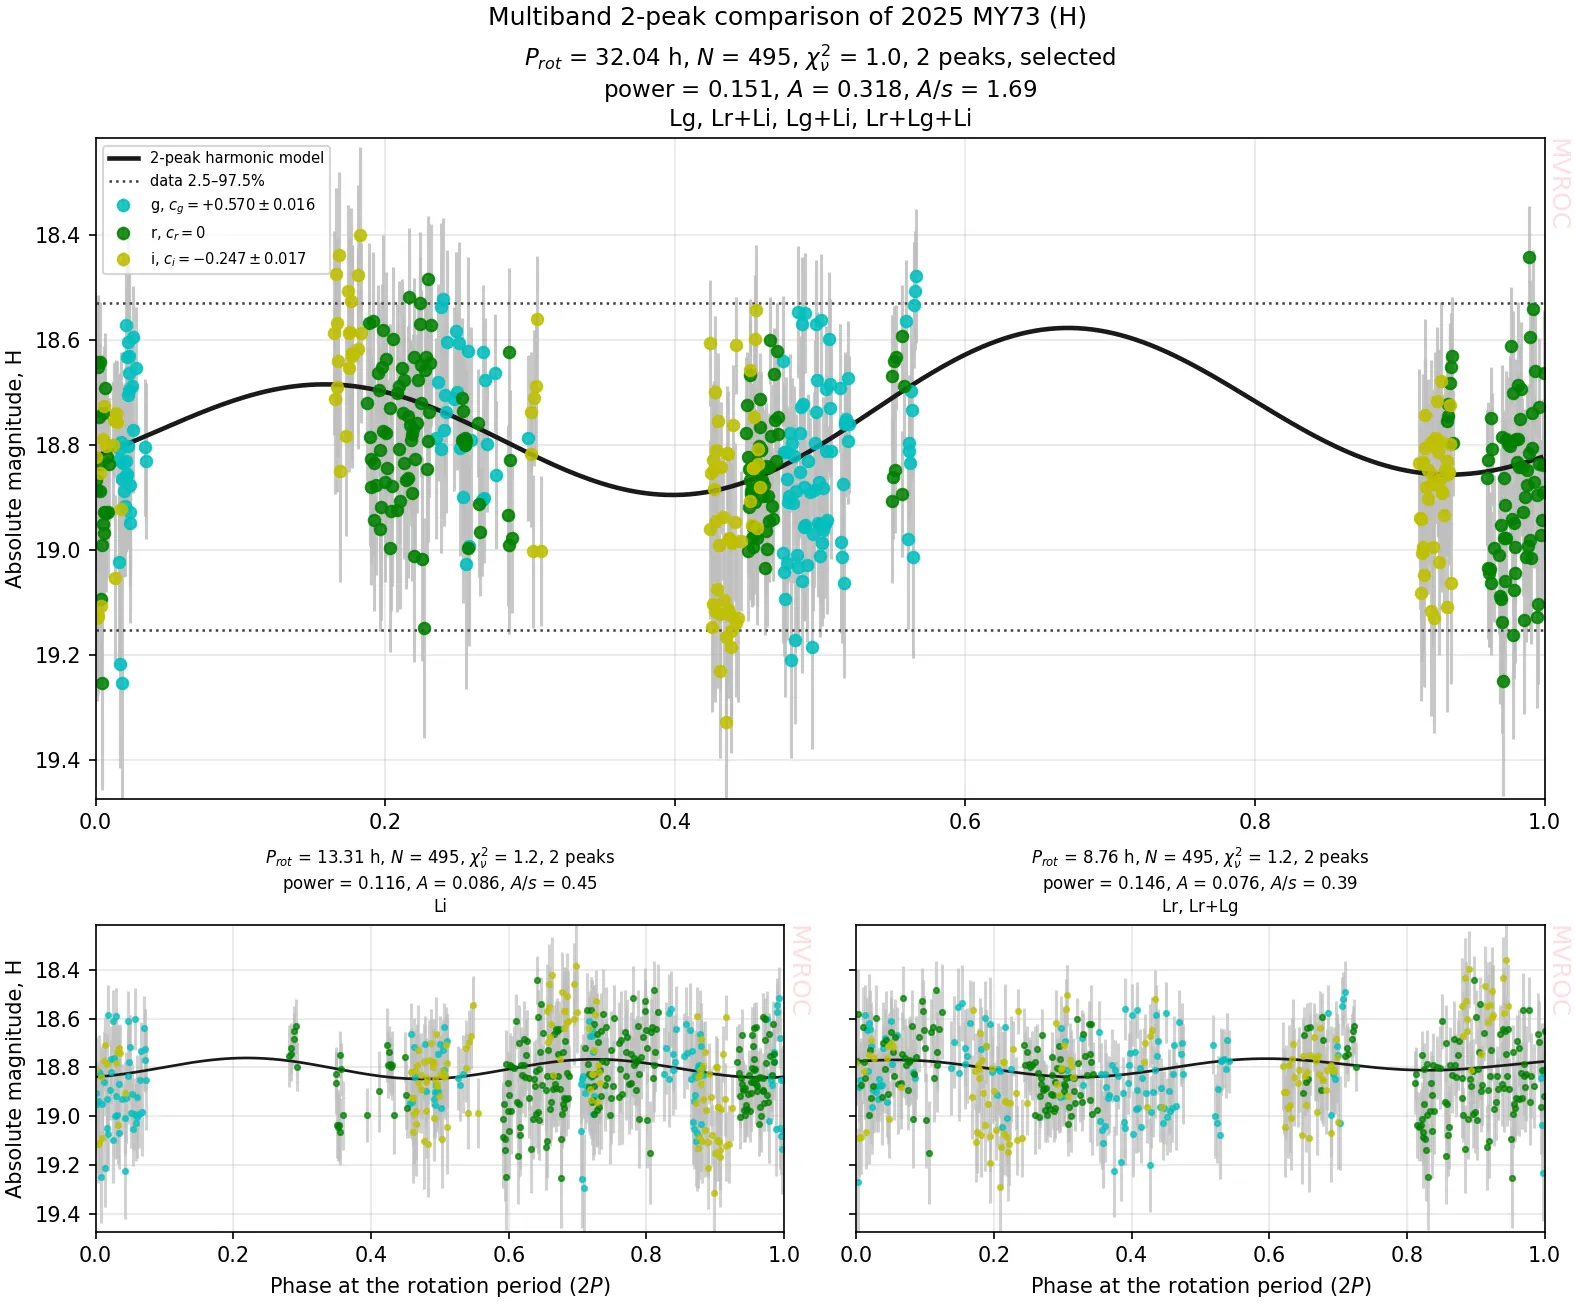 Multiband 2-peak comparison of 2025 MY73 (H)
P_rot = 32.04 h, N = 495, χ²_ν = 1.0, 2 peaks, selected
power = 0.151, A = 0.318, A/s = 1.69
Lg, Lr+Li, Lg+Li, Lr+Lg+Li
2-peak harmonic model
data 2.5–97.5%
g, c_g = +0.570 ± 0.016
r, c_r = 0
i, c_i = −0.247 ± 0.017
MVROC
Absolute magnitude, H
18.4
18.6
18.8
19.0
19.2
19.4
0.0 0.2 0.4 0.6 0.8 1.0
P_rot = 13.31 h, N = 495, χ²_ν = 1.2, 2 peaks
power = 0.116, A = 0.086, A/s = 0.45
Li
MVROC
Absolute magnitude, H
18.4
18.6
18.8
19.0
19.2
19.4
0.0 0.2 0.4 0.6 0.8 1.0
Phase at the rotation period (2P)
P_rot = 8.76 h, N = 495, χ²_ν = 1.2, 2 peaks
power = 0.146, A = 0.076, A/s = 0.39
Lr, Lr+Lg
MVROC
0.0 0.2 0.4 0.6 0.8 1.0
Phase at the rotation period (2P)